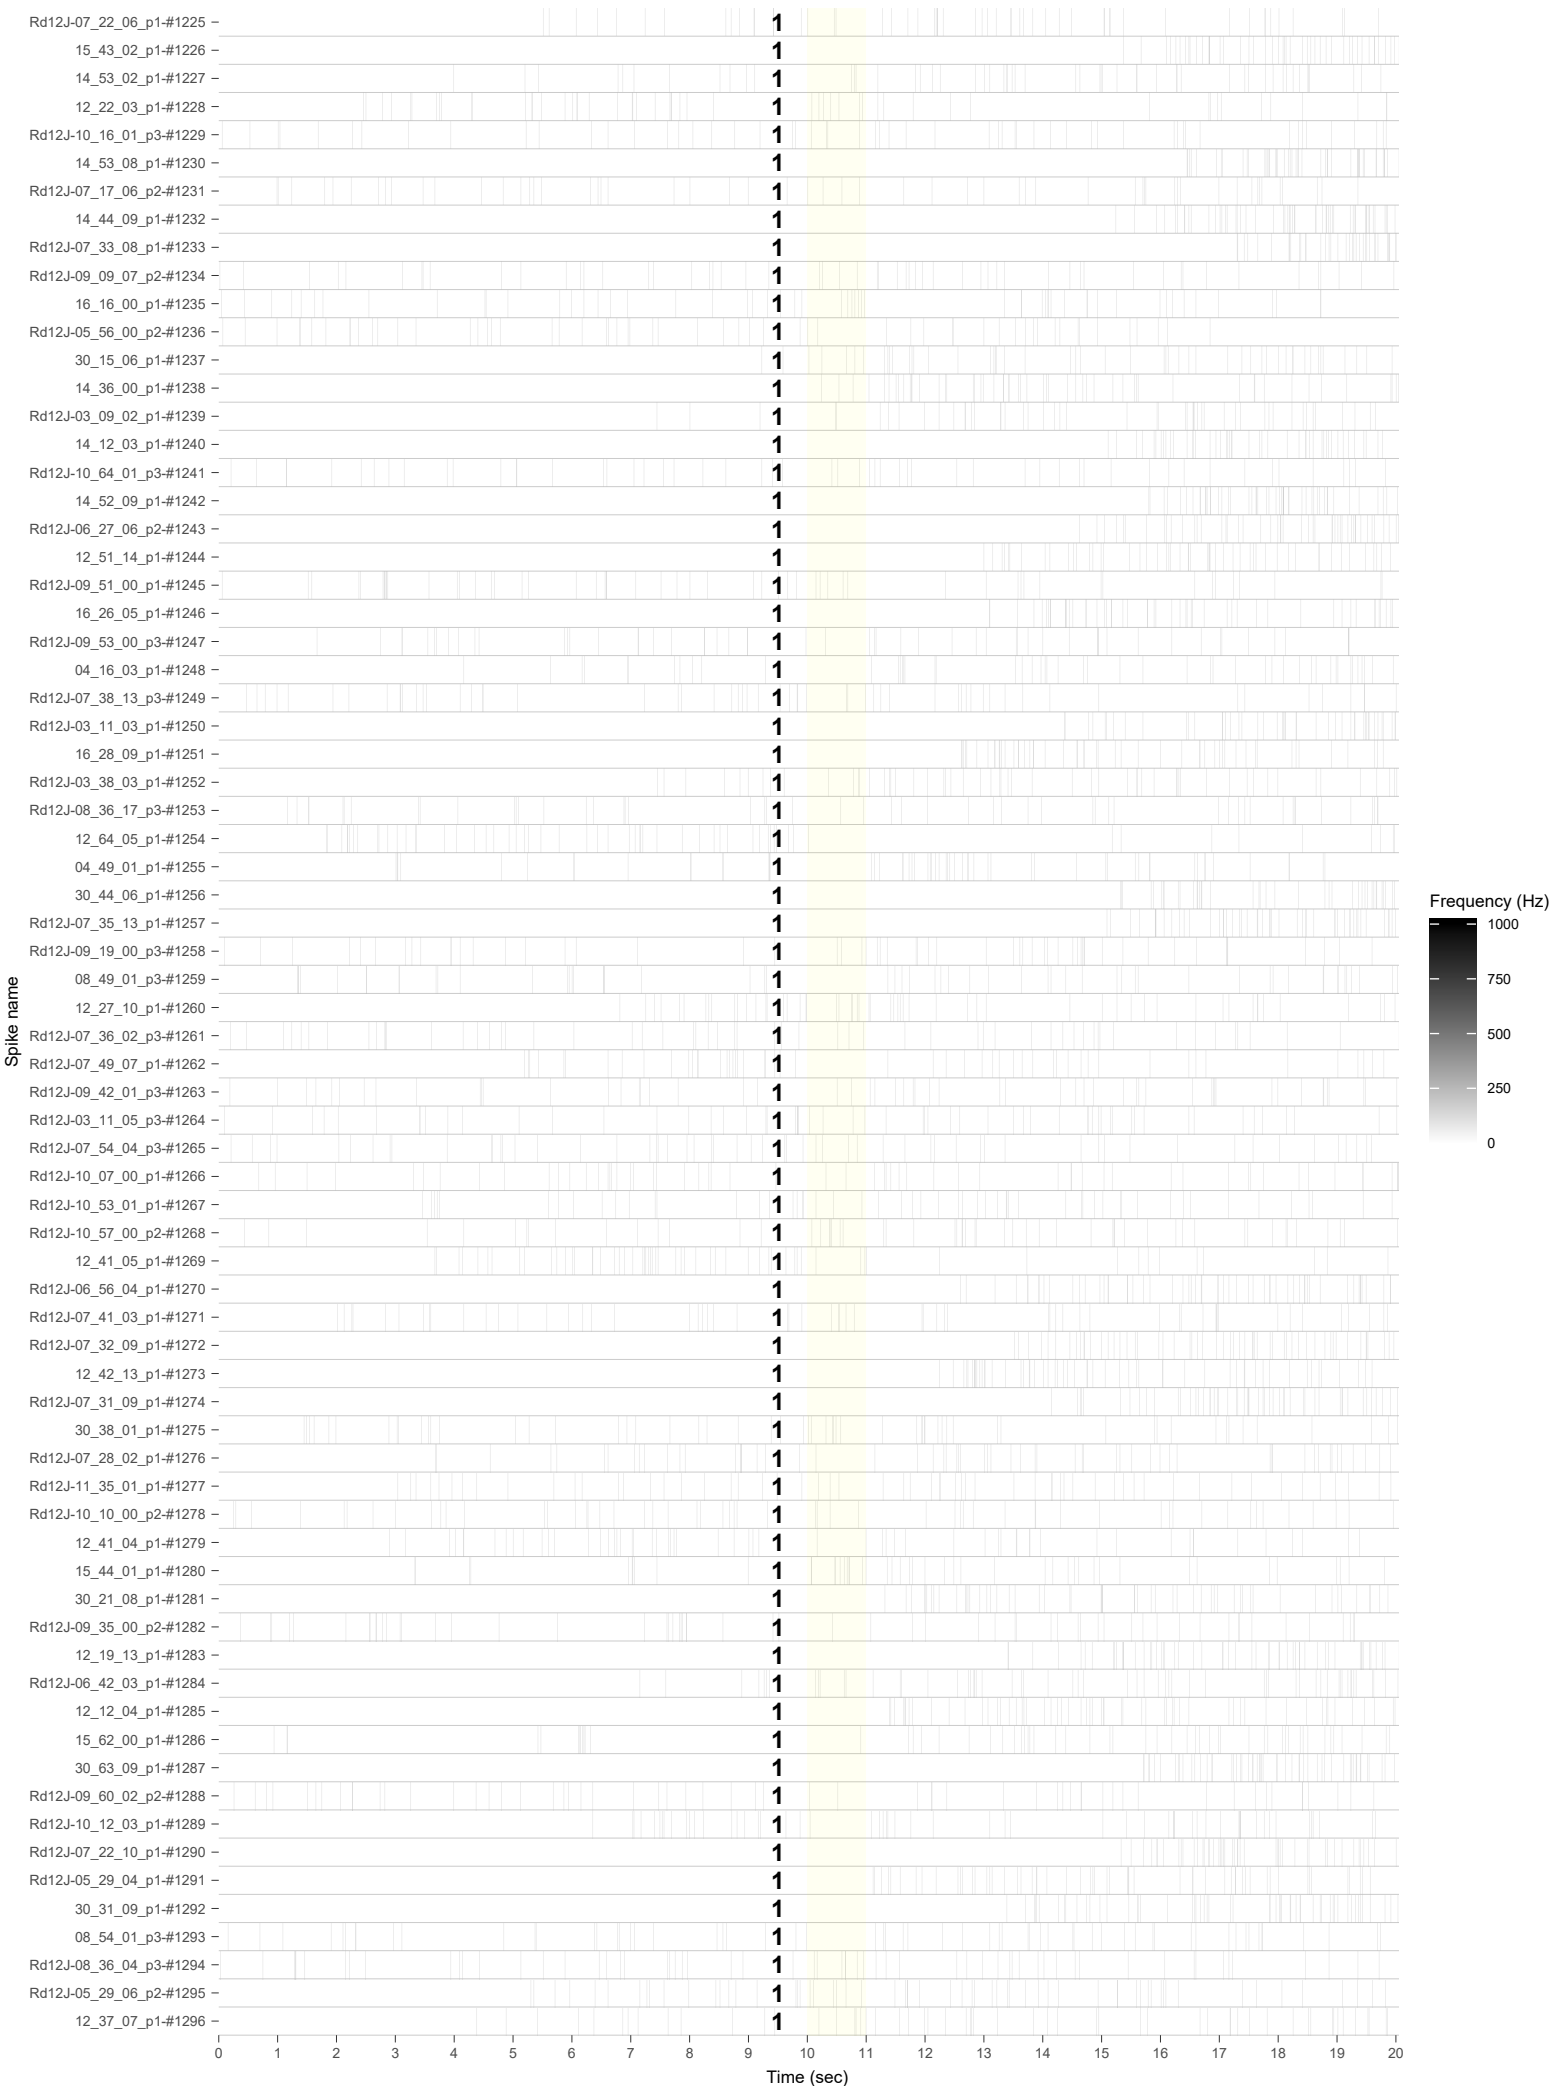 Rd12J-07_22_06_p1-#1225 1
15_43_02_p1-#1226 1
14_53_02_p1-#1227 1
12_22_03_p1-#1228 1
Rd12J-10_16_01_p3-#1229 1
14_53_08_p1-#1230 1
Rd12J-07_17_06_p2-#1231 1
14_44_09_p1-#1232 1
Rd12J-07_33_08_p1-#1233 1
Rd12J-09_09_07_p2-#1234 1
16_16_00_p1-#1235 1
Rd12J-05_56_00_p2-#1236 1
30_15_06_p1-#1237 1
14_36_00_p1-#1238 1
Rd12J-03_09_02_p1-#1239 1
14_12_03_p1-#1240 1
Rd12J-10_64_01_p3-#1241 1
14_52_09_p1-#1242 1
Rd12J-06_27_06_p2-#1243 1
12_51_14_p1-#1244 1
Rd12J-09_51_00_p1-#1245 1
16_26_05_p1-#1246 1
Rd12J-09_53_00_p3-#1247 1
04_16_03_p1-#1248 1
Rd12J-07_38_13_p3-#1249 1
Rd12J-03_11_03_p1-#1250 1
16_28_09_p1-#1251 1
Rd12J-03_38_03_p1-#1252 1
Rd12J-08_36_17_p3-#1253 1
12_64_05_p1-#1254 1
04_49_01_p1-#1255 1
30_44_06_p1-#1256 1
Rd12J-07_35_13_p1-#1257 1
Rd12J-09_19_00_p3-#1258 1
08_49_01_p3-#1259 1
12_27_10_p1-#1260 1
Rd12J-07_36_02_p3-#1261 1
Rd12J-07_49_07_p1-#1262 1
Rd12J-09_42_01_p3-#1263 1
Rd12J-03_11_05_p3-#1264 1
Rd12J-07_54_04_p3-#1265 1
Rd12J-10_07_00_p1-#1266 1
Rd12J-10_53_01_p1-#1267 1
Rd12J-10_57_00_p2-#1268 1
12_41_05_p1-#1269 1
Rd12J-06_56_04_p1-#1270 1
Rd12J-07_41_03_p1-#1271 1
Rd12J-07_32_09_p1-#1272 1
12_42_13_p1-#1273 1
Rd12J-07_31_09_p1-#1274 1
30_38_01_p1-#1275 1
Rd12J-07_28_02_p1-#1276 1
Rd12J-11_35_01_p1-#1277 1
Rd12J-10_10_00_p2-#1278 1
12_41_04_p1-#1279 1
15_44_01_p1-#1280 1
30_21_08_p1-#1281 1
Rd12J-09_35_00_p2-#1282 1
12_19_13_p1-#1283 1
Rd12J-06_42_03_p1-#1284 1
12_12_04_p1-#1285 1
15_62_00_p1-#1286 1
30_63_09_p1-#1287 1
Rd12J-09_60_02_p2-#1288 1
Rd12J-10_12_03_p1-#1289 1
Rd12J-07_22_10_p1-#1290 1
Rd12J-05_29_04_p1-#1291 1
30_31_09_p1-#1292 1
08_54_01_p3-#1293 1
Rd12J-08_36_04_p3-#1294 1
Rd12J-05_29_06_p2-#1295 1
12_37_07_p1-#1296 1
0 1 2 3 4 5 6 7 8 9 10 11 12 13 14 15 16 17 18 19 20
Time (sec)
Spike name
Frequency (Hz)
1000
750
500
250
0